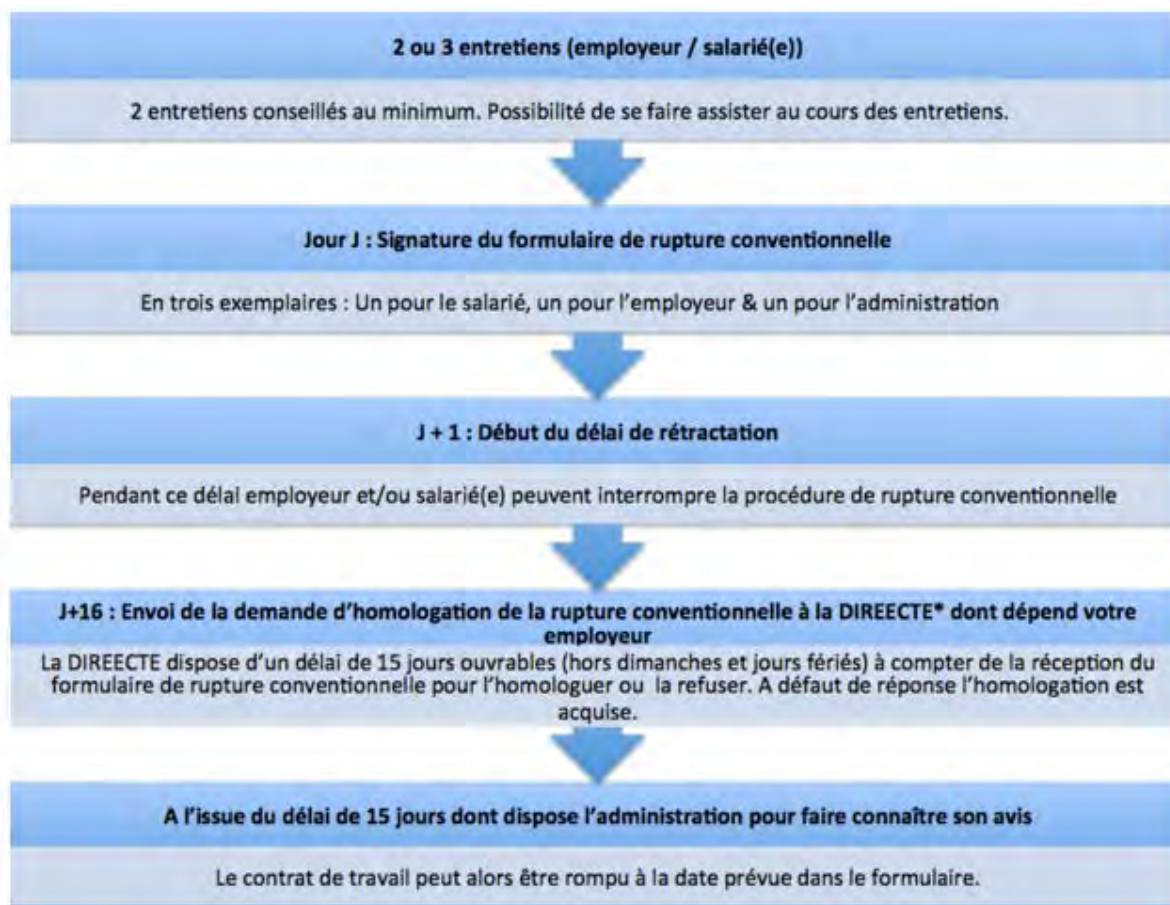 2 ou 3 entretiens (employeur / salarié(e))
2 entretiens conseillés au minimum. Possibilité de se faire assister au cours des entretiens.
Jour J : Signature du formulaire de rupture conventionnelle
En trois exemplaires : Un pour le salarié, un pour l'employeur & un pour l'administration
J + 1 : Début du délai de rétractation
Pendant ce délai employeur et/ou salarié(e) peuvent interrompre la procédure de rupture conventionnelle
J+16 : Envoi de la demande d'homologation de la rupture conventionnelle à la DIREECTE* dont dépend votre
employeur
La DIREECTE dispose d'un délai de 15 jours ouvrables (hors dimanches et jours fériés) à compter de la réception du
formulaire de rupture conventionnelle pour l'homologuer ou la refuser. A défaut de réponse l'homologation est
acquise.
A l'issue du délai de 15 jours dont dispose l'administration pour faire connaître son avis
Le contrat de travail peut alors être rompu à la date prévue dans le formulaire.